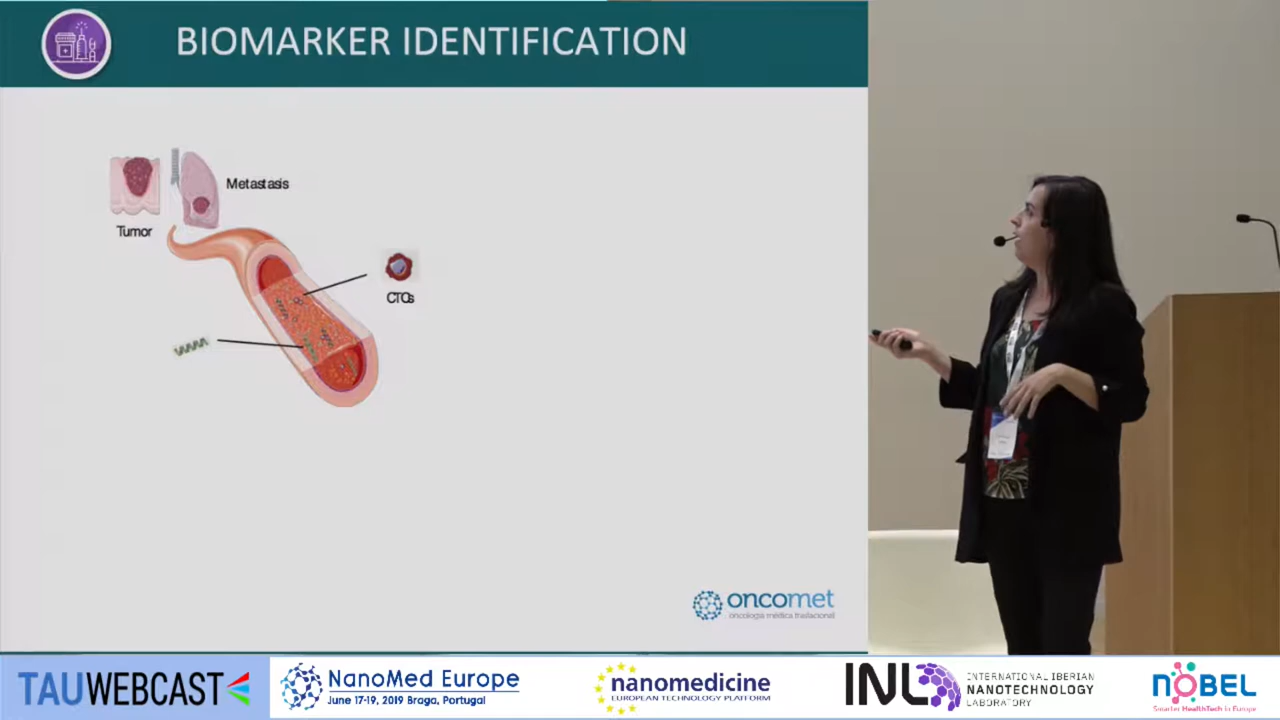 BIOMARKER IDENTIFICATION
Metastasis
Tumor
CTCs
oncomet
oncología médica traslacional
TAUWEBCAST
NanoMed Europe
June 17-19, 2019 Braga, Portugal
nanomedicine
EUROPEAN TECHNOLOGY PLATFORM
INL
INTERNATIONAL IBERIAN
NANOTECHNOLOGY
LABORATORY
NOBEL
Smarter HealthTech in Europe